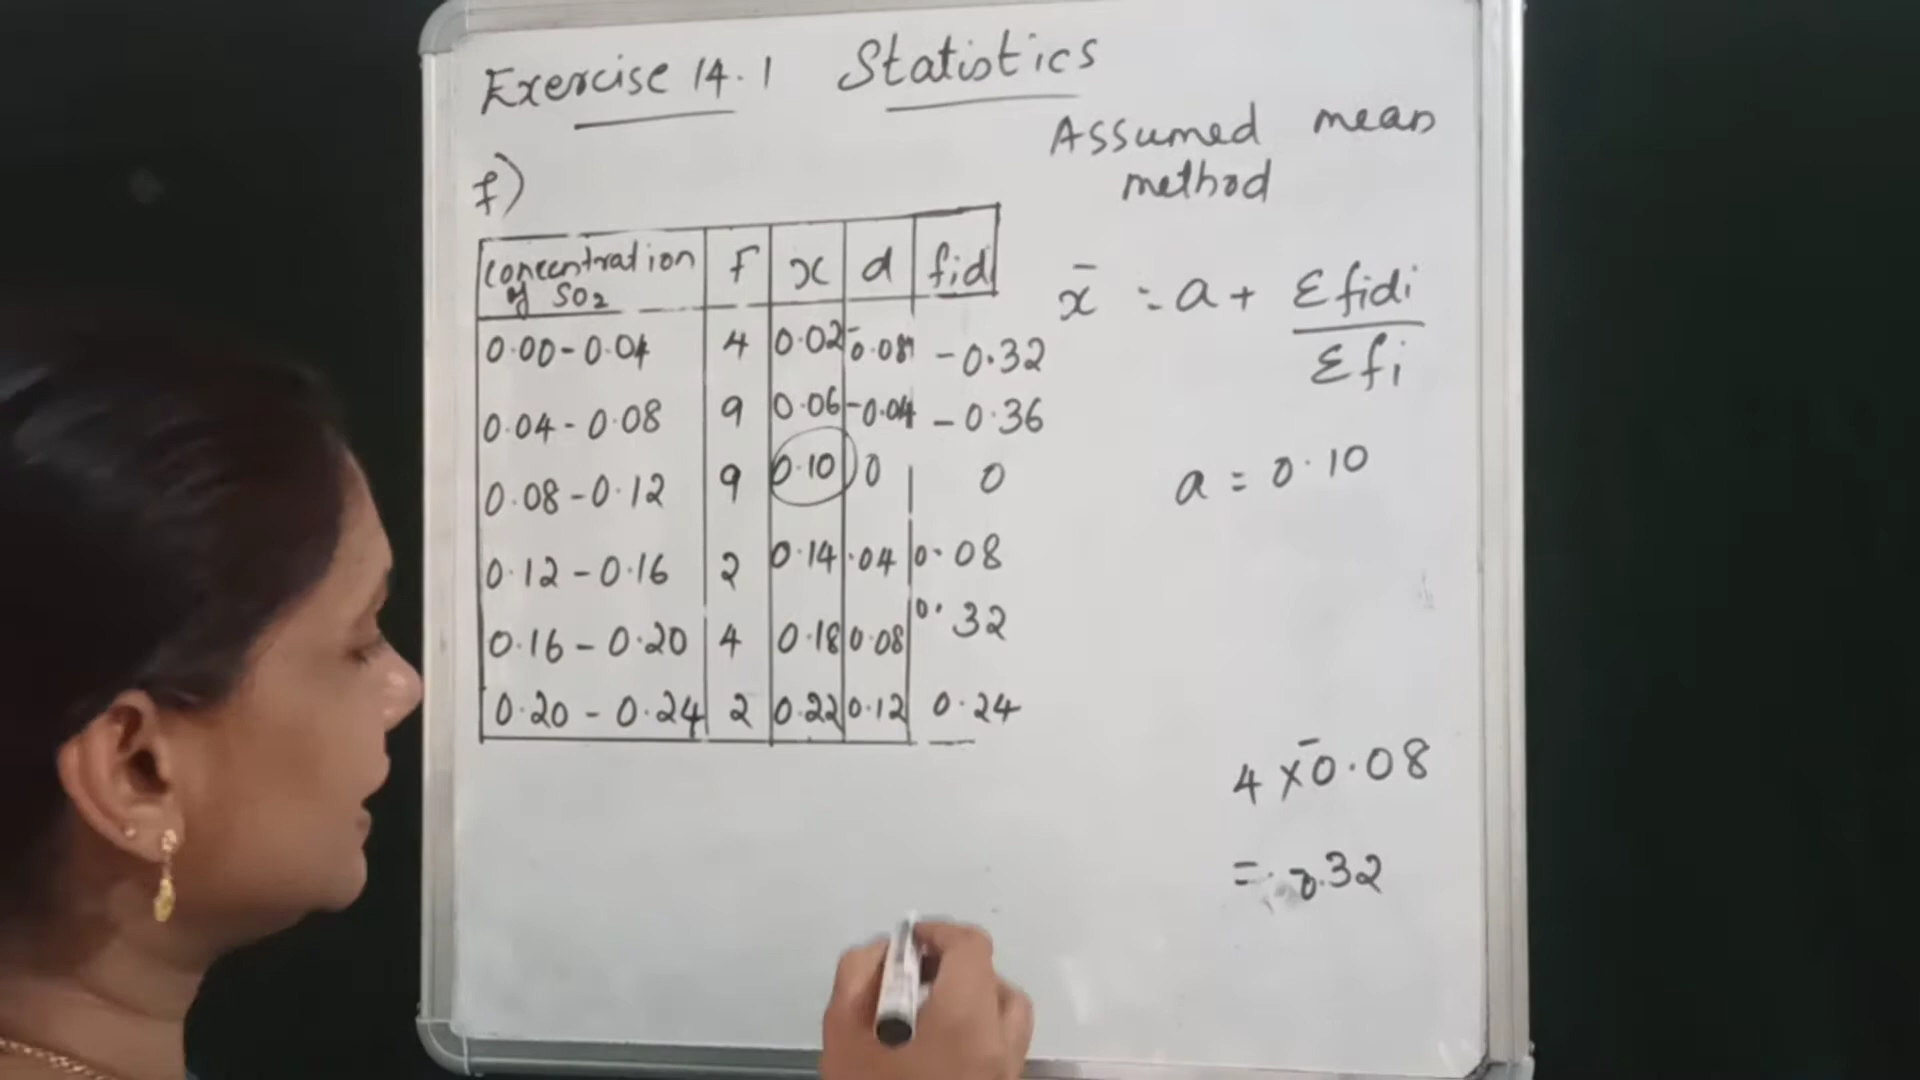 Exercise 14.1 Statistics
Assumed mean
method
f)
concentration of SO2 F x d fidi
0.00-0.04 4 0.02 -0.08 -0.32
0.04-0.08 9 0.06 -0.04 -0.36
0.08-0.12 9 0.10 0 0
0.12-0.16 2 0.14 .04 0.08
0.16-0.20 4 0.18 0.08 0.32
0.20-0.24 2 0.22 0.12 0.24
x̄ = a + Σfidi
Σfi
a = 0.10
4 × -0.08
= 0.32